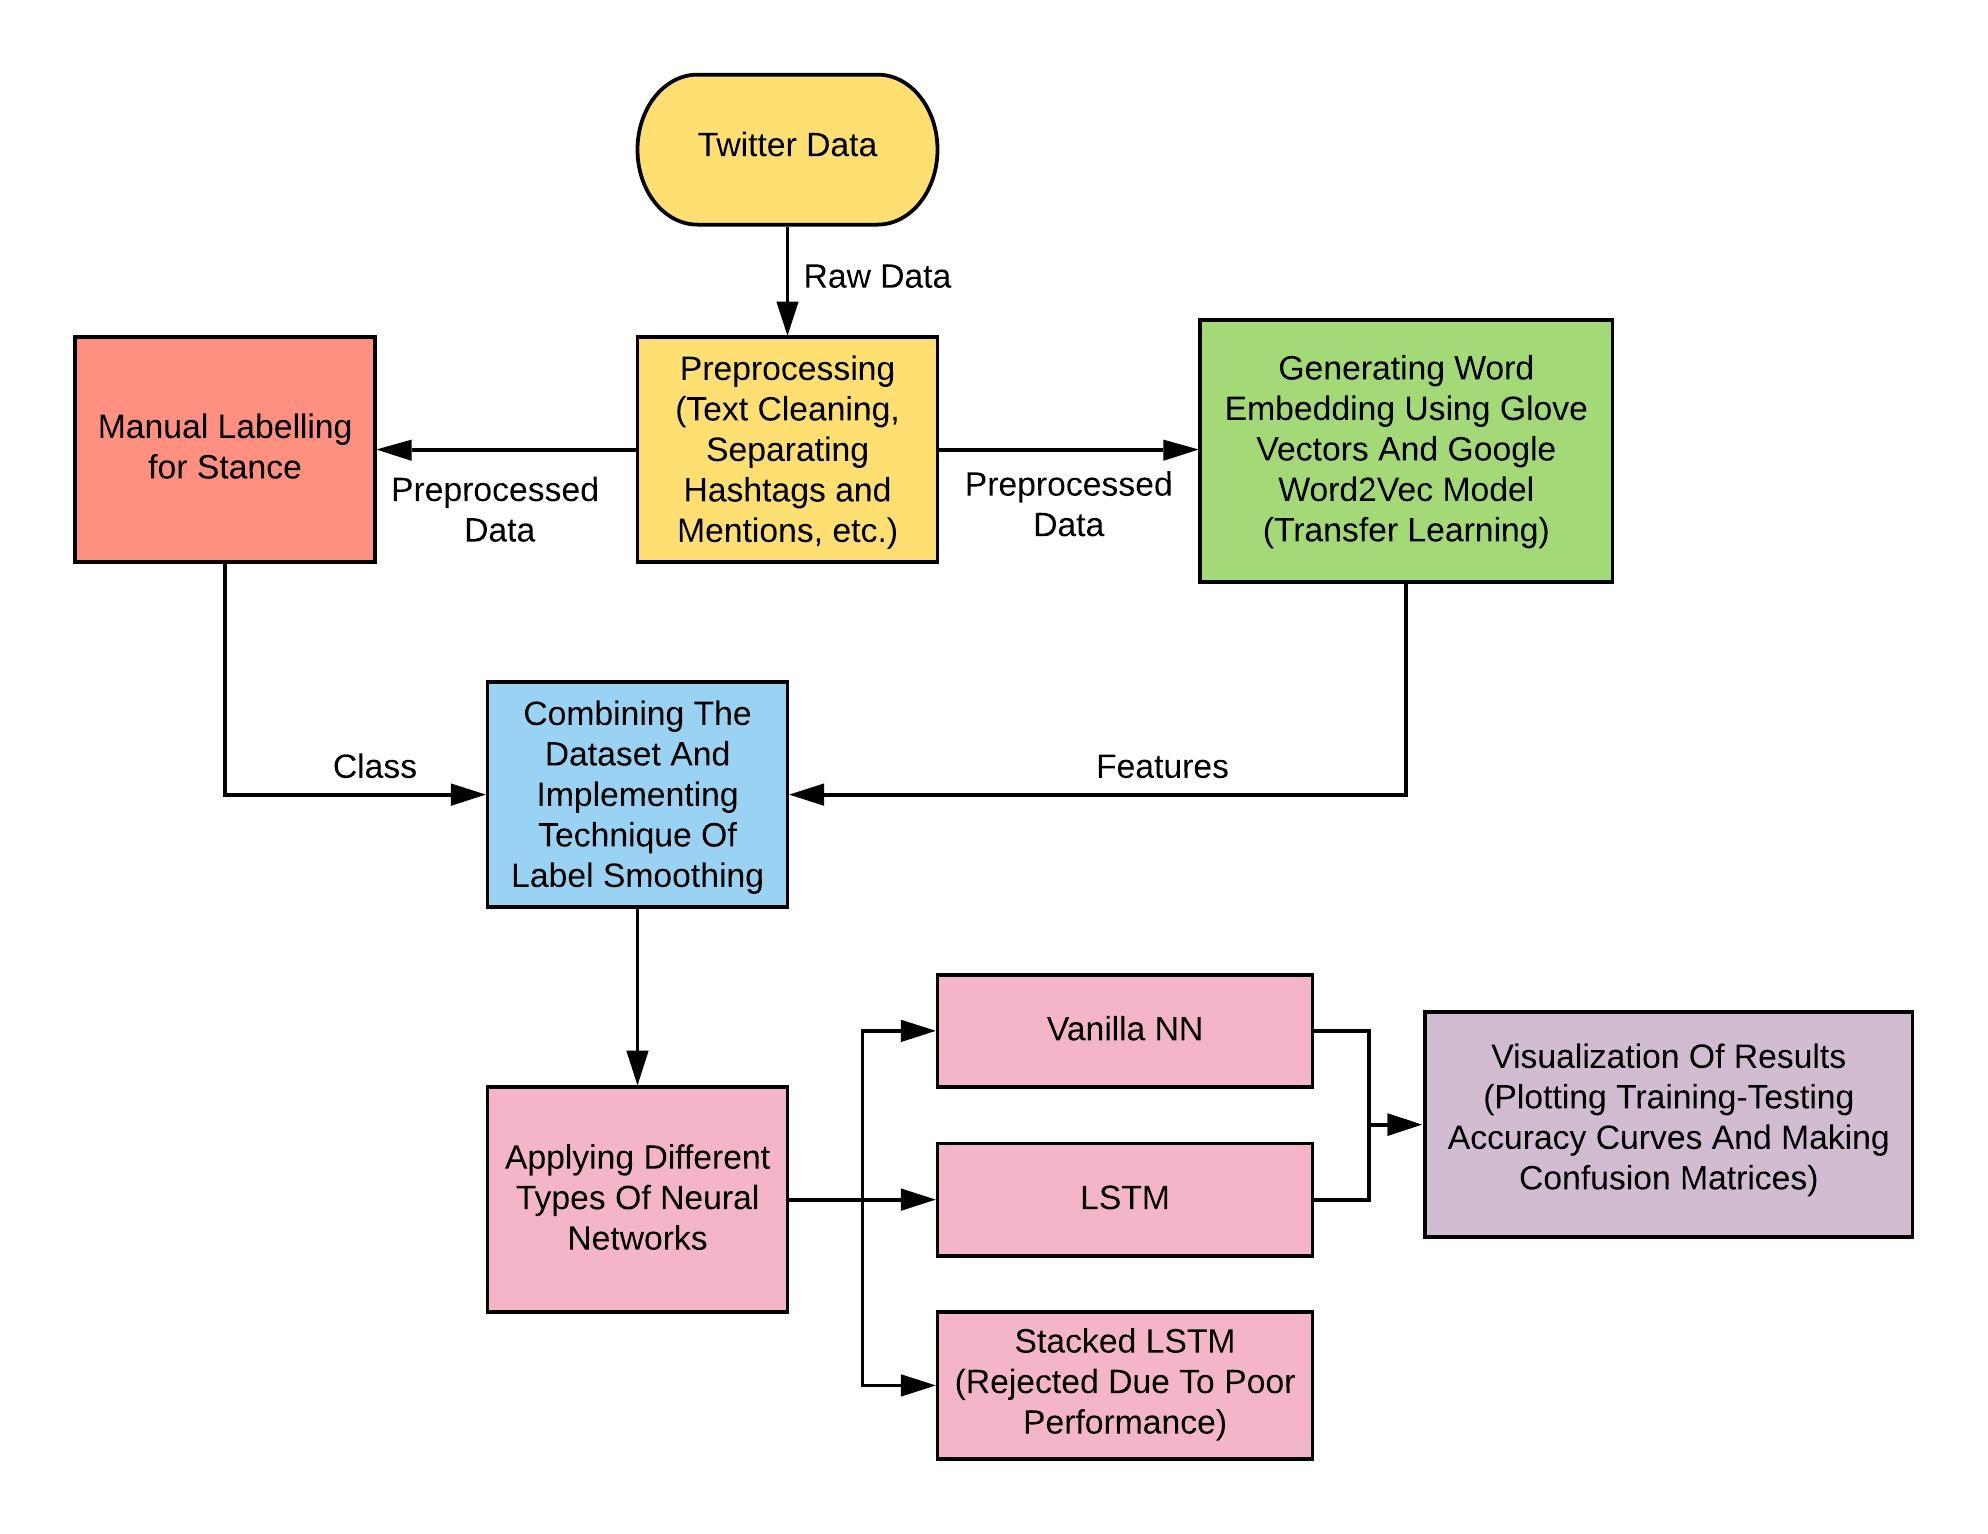 Twitter Data
Raw Data
Manual Labelling
for Stance
Preprocessed
Data
Preprocessing
(Text Cleaning,
Separating
Hashtags and
Mentions, etc.)
Preprocessed
Data
Generating Word
Embedding Using Glove
Vectors And Google
Word2Vec Model
(Transfer Learning)
Class
Combining The
Dataset And
Implementing
Technique Of
Label Smoothing
Features
Applying Different
Types Of Neural
Networks
Vanilla NN
LSTM
Stacked LSTM
(Rejected Due To Poor
Performance)
Visualization Of Results
(Plotting Training-Testing
Accuracy Curves And Making
Confusion Matrices)